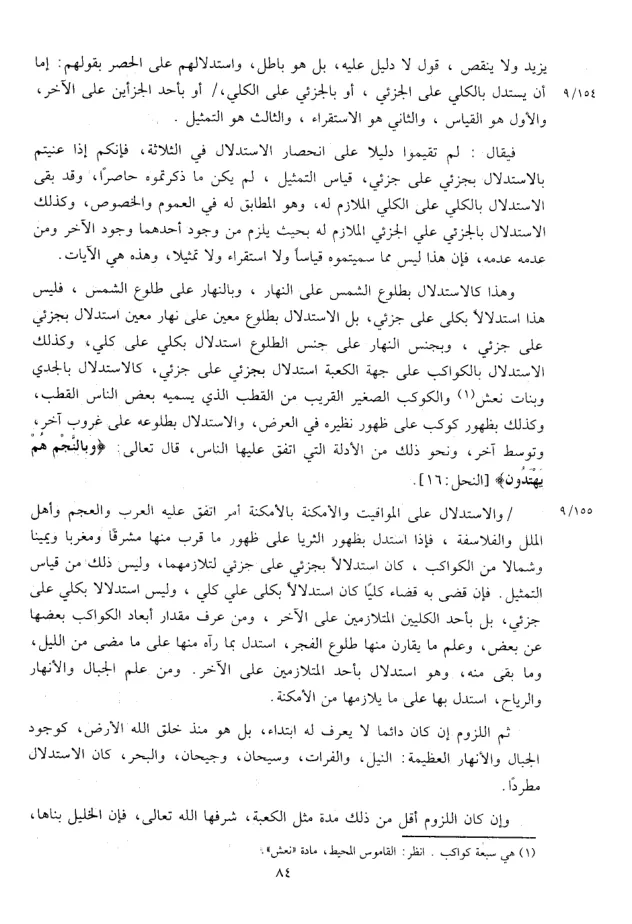 يزيد ولا ينقص ، قول لا دليل عليه، بل هو باطل، واستدلالهم على الحصر بقولهم: إما
٩/١٥٤ أن يستدل بالكلي على الجزئي ، أو بالجزئي على الكلي،/ أو بأحد الجزأين على الآخر،
والأول هو القياس ، والثاني هو الاستقراء ، والثالث هو التمثيل .
فيقال : لم تقيموا دليلا على انحصار الاستدلال في الثلاثة، فإنكم إذا عنيتم
بالاستدلال بجزئي على جزئي، قياس التمثيل ، لم يكن ما ذكرتموه حاصرًا، وقد بقى
الاستدلال بالكلي على الكلي الملازم له، وهو المطابق له في العموم والخصوص، وكذلك
الاستدلال بالجزئي علي الجزئي الملازم له بحيث يلزم من وجود أحدهما وجود الآخر ومن
عدمه عدمه، فإن هذا ليس مما سميتموه قياساً ولا استقراء ولا تمثيلا، وهذه هي الآيات.
وهذا كالاستدلال بطلوع الشمس على النهار ، وبالنهار على طلوع الشمس ، فليس
هذا استدلالاً بكلى على جزئي، بل الاستدلال بطلوع معين على نهار معين استدلال بجزئي
على جزئي ، وبجنس النهار على جنس الطلوع استدلال بكلي على كلي، وكذلك
الاستدلال بالكواكب على جهة الكعبة استدلال بجزئي على جزئي، كالاستدلال بالجدي
وبنات نعش(١) والكوكب الصغير القريب من القطب الذي يسميه بعض الناس القطب،
وكذلك بظهور كوكب على ظهور نظيره في العرض، والاستدلال بطلوعه على غروب آخر،
وتوسط آخر، ونحو ذلك من الأدلة التي اتفق عليها الناس، قال تعالى: ﴿وَبِالنَّجْمِ هُمْ
يَهْتَدُونَ﴾ [النحل:١٦].
٩/١٥٥ / والاستدلال على المواقيت والأمكنة بالأمكنة أمر اتفق عليه العرب والعجم وأهل
الملل والفلاسفة ، فإذا استدل بظهور الثريا على ظهور ما قرب منها مشرقًا ومغربا ويمينا
وشمالا من الكواكب ، كان استدلالاً بجزئي على جزئي لتلازمهما، وليس ذلك من قياس
التمثيل. فإن قضى به قضاء كليًا كان استدلالاً بكلى علي كلي ، وليس استدلالا بكلي على
جزئي، بل بأحد الكليين المتلازمين على الآخر ، ومن عرف مقدار أبعاد الكواكب بعضها
عن بعض، وعلم ما يقارن منها طلوع الفجر، استدل بما رآه منها على ما مضى من الليل،
وما بقى منه، وهو استدلال بأحد المتلازمين على الآخر. ومن علم الجبال والأنهار
والرياح، استدل بها على ما يلازمها من الأمكنة.
ثم اللزوم إن كان دائما لا يعرف له ابتداء، بل هو منذ خلق الله الأرض، كوجود
الجبال والأنهار العظيمة: النيل، والفرات، وسيحان، وجيحان، والبحر، كان الاستدلال
مطردًا.
وإن كان اللزوم أقل من ذلك مدة مثل الكعبة، شرفها الله تعالى، فإن الخليل بناها،
(١) هي سبعة كواكب . انظر: القاموس المحيط، مادة «نعش».
٨٤